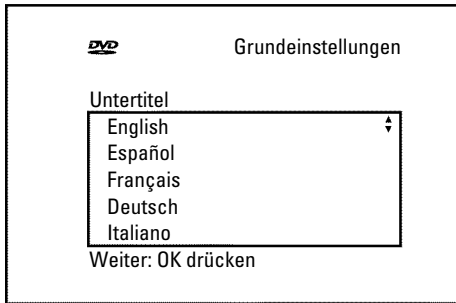 DVD Grundeinstellungen
Untertitel
English
Español
Français
Deutsch
Italiano
Weiter: OK drücken